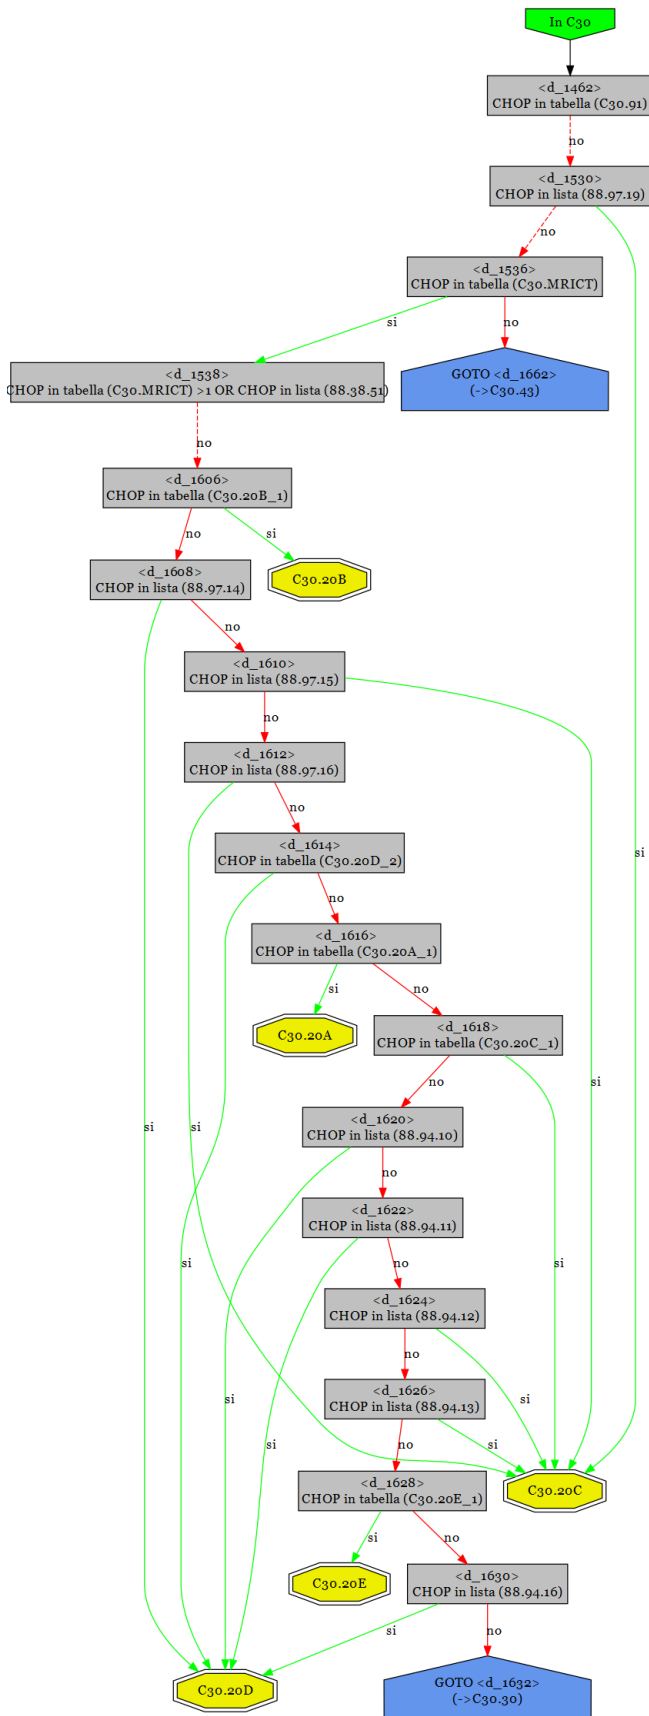 In C30
<d_1462>
CHOP in tabella (C30.91)
no
<d_1530>
CHOP in lista (88.97.19)
no
<d_1536>
CHOP in tabella (C30.MRICT)
si
no
<d_1538>
CHOP in tabella (C30.MRICT) >1 OR CHOP in lista (88.38.51)
GOTO <d_1662>
(->C30.43)
no
<d_1606>
CHOP in tabella (C30.20B_1)
no
si
<d_1608>
CHOP in lista (88.97.14)
C30.20B
no
<d_1610>
CHOP in lista (88.97.15)
no
<d_1612>
CHOP in lista (88.97.16)
no
<d_1614>
CHOP in tabella (C30.20D_2)
si
no
<d_1616>
CHOP in tabella (C30.20A_1)
si
no
C30.20A
<d_1618>
CHOP in tabella (C30.20C_1)
no
si
<d_1620>
CHOP in lista (88.94.10)
si
si
no
<d_1622>
CHOP in lista (88.94.11)
si
no
si
<d_1624>
CHOP in lista (88.94.12)
no
<d_1626>
CHOP in lista (88.94.13)
si
si
si
si
no
<d_1628>
CHOP in tabella (C30.20E_1)
C30.20C
si
no
C30.20E
<d_1630>
CHOP in lista (88.94.16)
si
no
C30.20D
GOTO <d_1632>
(->C30.30)